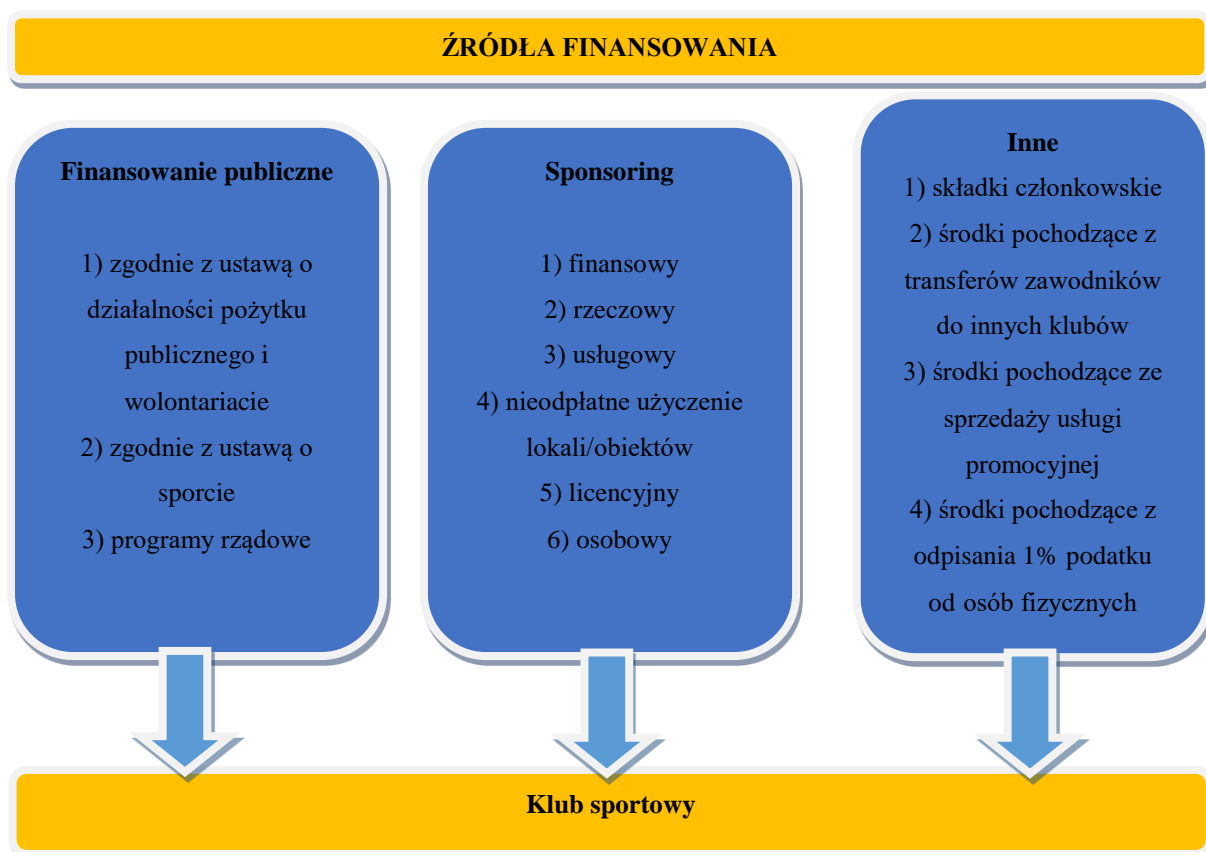 ŹRÓDŁA FINANSOWANIA
Finansowanie publiczne
1) zgodnie z ustawą o
działalności pożytku
publicznego i
wolontariacie
2) zgodnie z ustawą o
sporcie
3) programy rządowe
Sponsoring
1) finansowy
2) rzeczowy
3) usługowy
4) nieodpłatne użyczenie
lokali/obiektów
5) licencyjny
6) osobowy
Inne
1) składki członkowskie
2) środki pochodzące z
transferów zawodników
do innych klubów
3) środki pochodzące ze
sprzedaży usługi
promocyjnej
4) środki pochodzące z
odpisania 1% podatku
od osób fizycznych
Klub sportowy